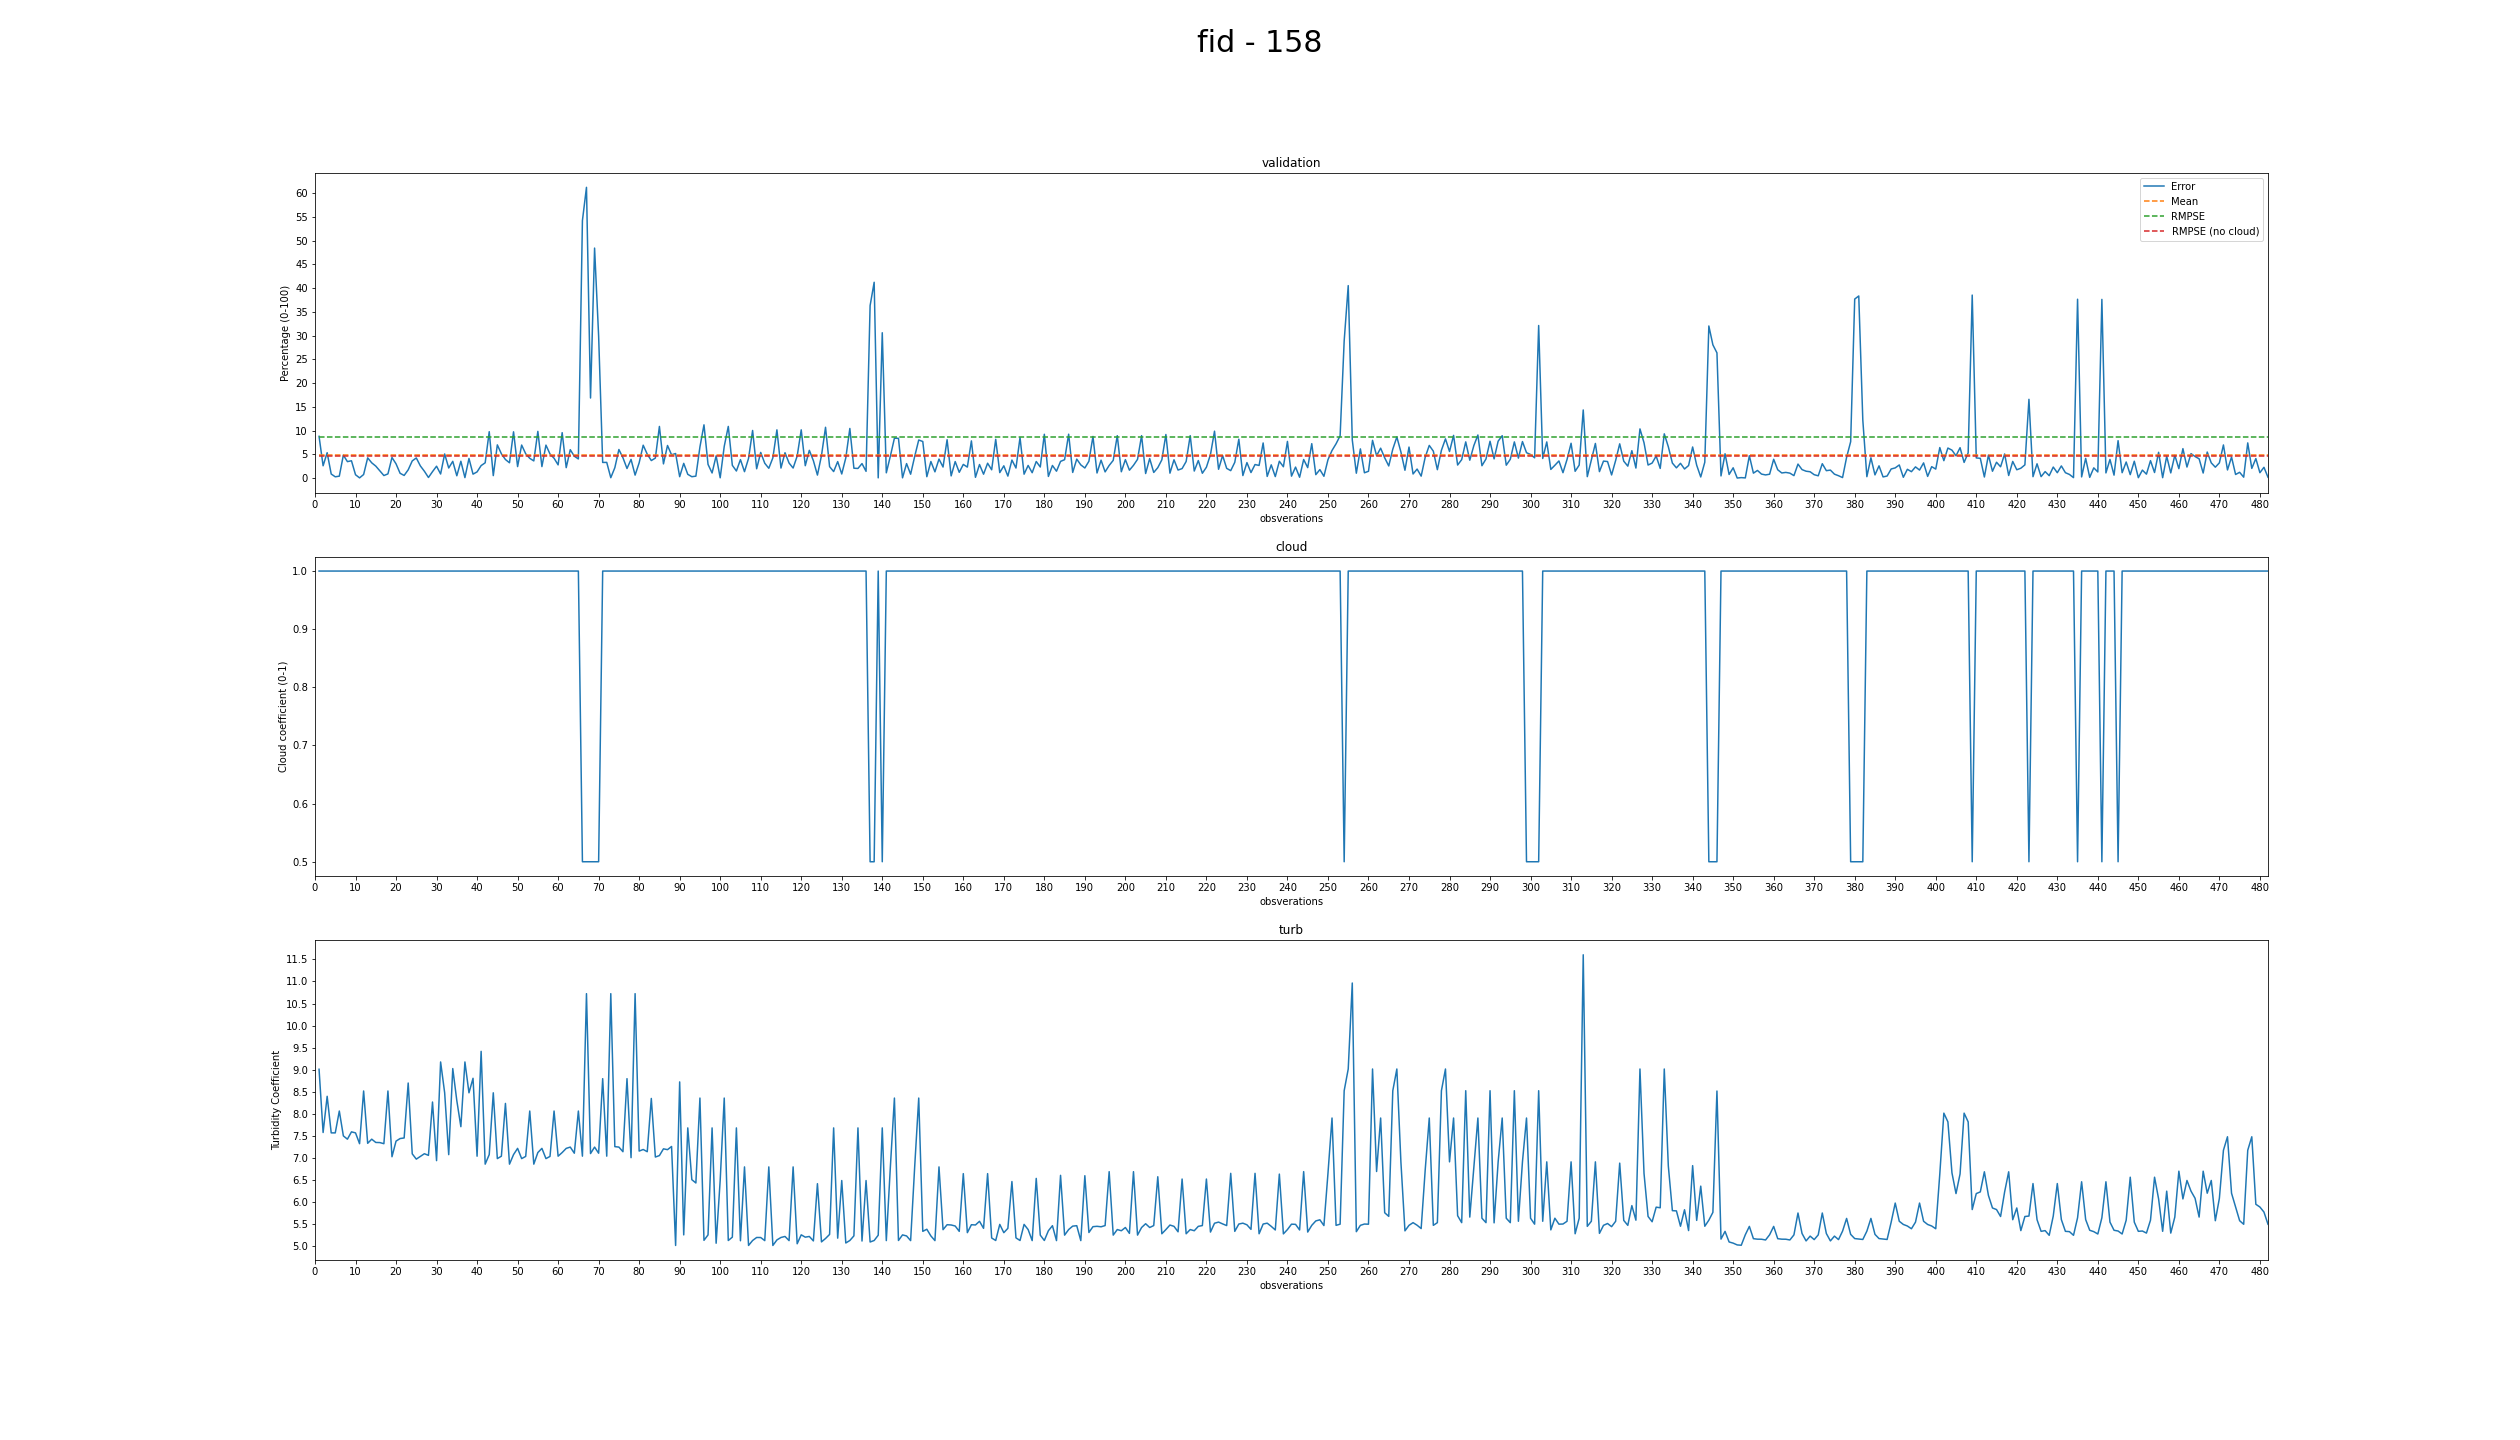 fid - 158
validation
60
55
50
45
40
35
30
25
20
15
10
5
0
Percentage (0-100)
Error
Mean
RMPSE
RMPSE (no cloud)
0 10 20 30 40 50 60 70 80 90 100 110 120 130 140 150 160 170 180 190 200 210 220 230 240 250 260 270 280 290 300 310 320 330 340 350 360 370 380 390 400 410 420 430 440 450 460 470 480
obsverations
cloud
1.0
0.9
0.8
0.7
0.6
0.5
Cloud coefficient (0-1)
0 10 20 30 40 50 60 70 80 90 100 110 120 130 140 150 160 170 180 190 200 210 220 230 240 250 260 270 280 290 300 310 320 330 340 350 360 370 380 390 400 410 420 430 440 450 460 470 480
obsverations
turb
11.5
11.0
10.5
10.0
9.5
9.0
8.5
8.0
7.5
7.0
6.5
6.0
5.5
5.0
Turbidity Coefficient
0 10 20 30 40 50 60 70 80 90 100 110 120 130 140 150 160 170 180 190 200 210 220 230 240 250 260 270 280 290 300 310 320 330 340 350 360 370 380 390 400 410 420 430 440 450 460 470 480
obsverations